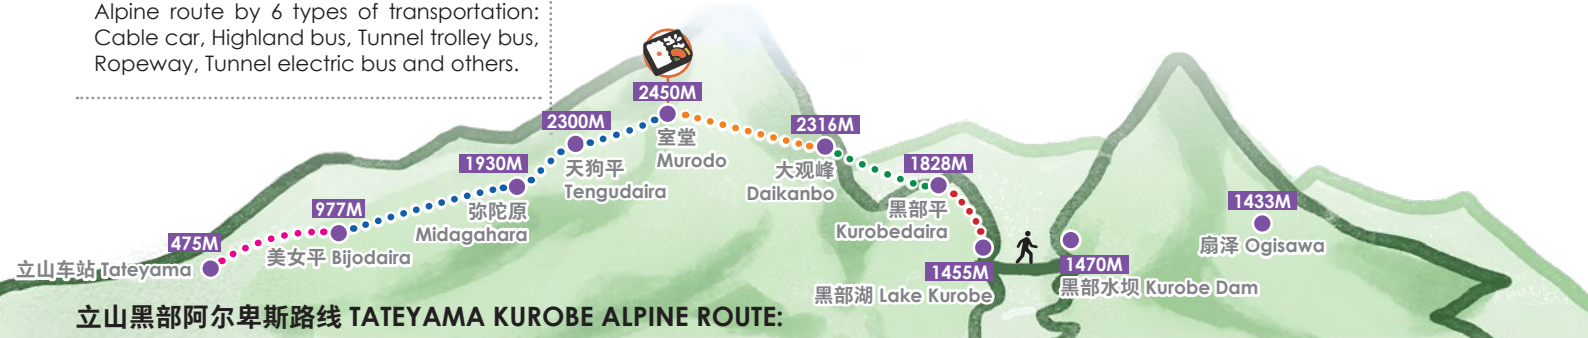 Alpine route by 6 types of transportation:
Cable car, Highland bus, Tunnel trolley bus,
Ropeway, Tunnel electric bus and others.
2450M
室堂
Murodo
2300M
天狗平
Tengudaira
2316M
大观峰
Daikanbo
1930M
弥陀原
Midagahara
1828M
黑部平
Kurobedaira
977M
美女平 Bijodaira
1433M
扇泽 Ogisawa
475M
立山车站 Tateyama
1455M
黑部湖 Lake Kurobe
1470M
黑部水坝 Kurobe Dam
立山黑部阿尔卑斯路线 TATEYAMA KUROBE ALPINE ROUTE: